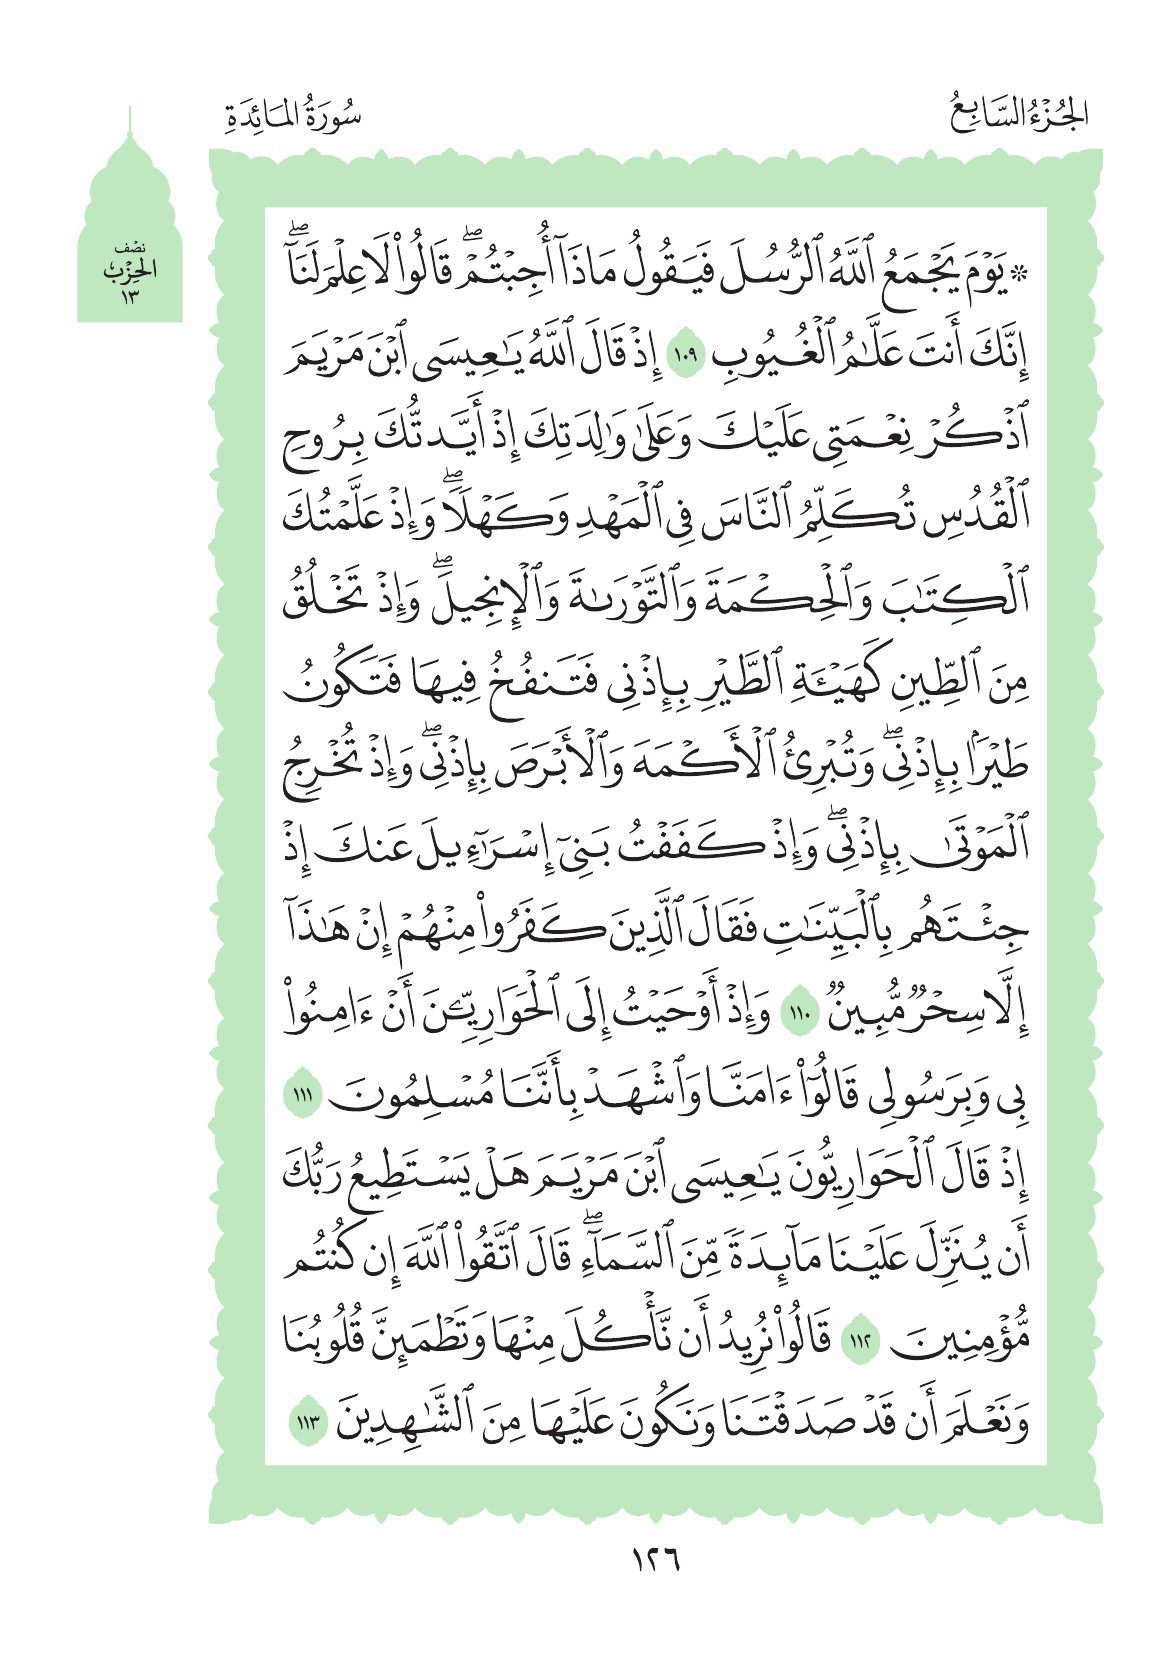 الجُزْءُ السَّابِعُ
سُورَةُ المَائِدَةِ
نصف
الحِزْب
١٣
۞ يَوۡمَ يَجۡمَعُ ٱللَّهُ ٱلرُّسُلَ فَيَقُولُ مَاذَآ أُجِبۡتُمۡۖ قَالُواْ لَا عِلۡمَ لَنَآۖ
إِنَّكَ أَنتَ عَلَّٰمُ ٱلۡغُيُوبِ ١٠٩ إِذۡ قَالَ ٱللَّهُ يَٰعِيسَى ٱبۡنَ مَرۡيَمَ
ٱذۡكُرۡ نِعۡمَتِي عَلَيۡكَ وَعَلَىٰ وَٰلِدَتِكَ إِذۡ أَيَّدتُّكَ بِرُوحِ
ٱلۡقُدُسِ تُكَلِّمُ ٱلنَّاسَ فِي ٱلۡمَهۡدِ وَكَهۡلٗاۖ وَإِذۡ عَلَّمۡتُكَ
ٱلۡكِتَٰبَ وَٱلۡحِكۡمَةَ وَٱلتَّوۡرَىٰةَ وَٱلۡإِنجِيلَۖ وَإِذۡ تَخۡلُقُ
مِنَ ٱلطِّينِ كَهَيۡـَٔةِ ٱلطَّيۡرِ بِإِذۡنِي فَتَنفُخُ فِيهَا فَتَكُونُ
طَيۡرَۢا بِإِذۡنِيۖ وَتُبۡرِئُ ٱلۡأَكۡمَهَ وَٱلۡأَبۡرَصَ بِإِذۡنِيۖ وَإِذۡ تُخۡرِجُ
ٱلۡمَوۡتَىٰ بِإِذۡنِيۖ وَإِذۡ كَفَفۡتُ بَنِيٓ إِسۡرَٰٓءِيلَ عَنكَ إِذۡ
جِئۡتَهُم بِٱلۡبَيِّنَٰتِ فَقَالَ ٱلَّذِينَ كَفَرُواْ مِنۡهُمۡ إِنۡ هَٰذَآ
إِلَّا سِحۡرٞ مُّبِينٞ ١١٠ وَإِذۡ أَوۡحَيۡتُ إِلَى ٱلۡحَوَارِيِّـۧنَ أَنۡ ءَامِنُواْ
بِي وَبِرَسُولِي قَالُوٓاْ ءَامَنَّا وَٱشۡهَدۡ بِأَنَّنَا مُسۡلِمُونَ ١١١
إِذۡ قَالَ ٱلۡحَوَارِيُّونَ يَٰعِيسَى ٱبۡنَ مَرۡيَمَ هَلۡ يَسۡتَطِيعُ رَبُّكَ
أَن يُنَزِّلَ عَلَيۡنَا مَآئِدَةٗ مِّنَ ٱلسَّمَآءِۖ قَالَ ٱتَّقُواْ ٱللَّهَ إِن كُنتُم
مُّؤۡمِنِينَ ١١٢ قَالُواْ نُرِيدُ أَن نَّأۡكُلَ مِنۡهَا وَتَطۡمَئِنَّ قُلُوبُنَا
وَنَعۡلَمَ أَن قَدۡ صَدَقۡتَنَا وَنَكُونَ عَلَيۡهَا مِنَ ٱلشَّٰهِدِينَ ١١٣
١٢٦